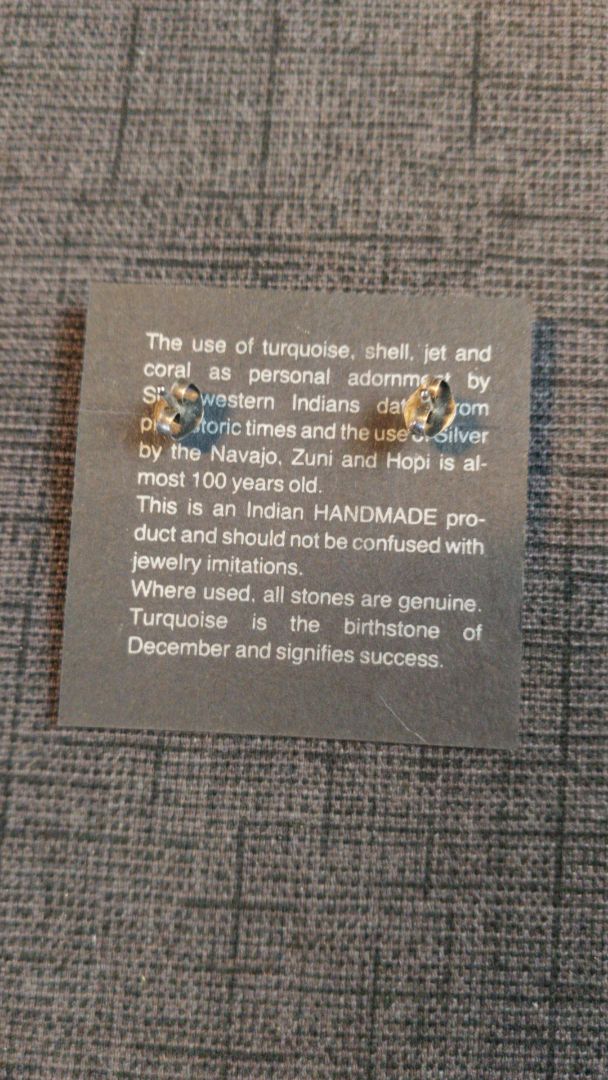 The use of turquoise, shell, jet and
coral as personal adornment by
western Indians
times and the use of Silver
by the Navajo, Zuni and Hopi is al-
most 100 years old.
This is an Indian HANDMADE pro-
duct and should not be confused with
jewelry imitations.
Where used, all stones are genuine.
Turquoise is the birthstone of
December and signifies success.